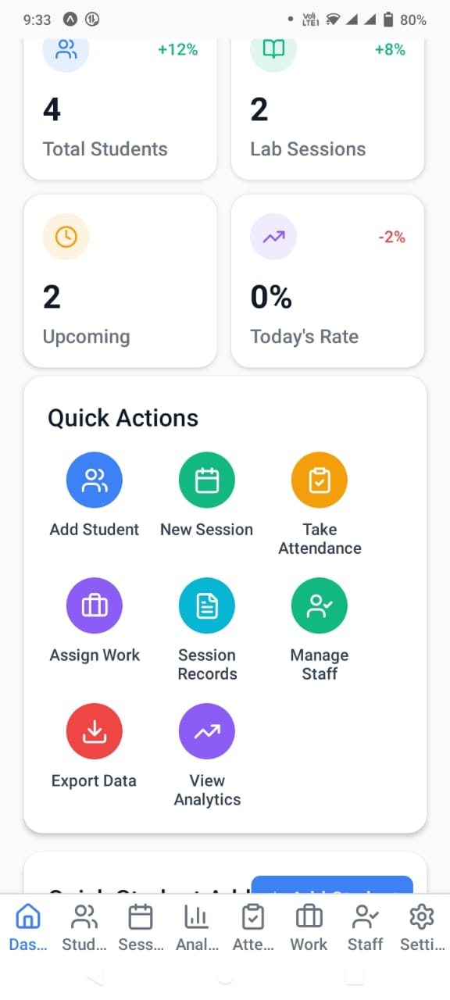 9:33
VoLTE1
80%
+12%
+8%
4
2
Total Students
Lab Sessions
-2%
2
0%
Upcoming
Today's Rate
Quick Actions
Add Student
New Session
Take
Attendance
Assign Work
Session
Records
Manage
Staff
Export Data
View
Analytics
Das...
Stud...
Sess...
Anal...
Atte...
Work
Staff
Setti...